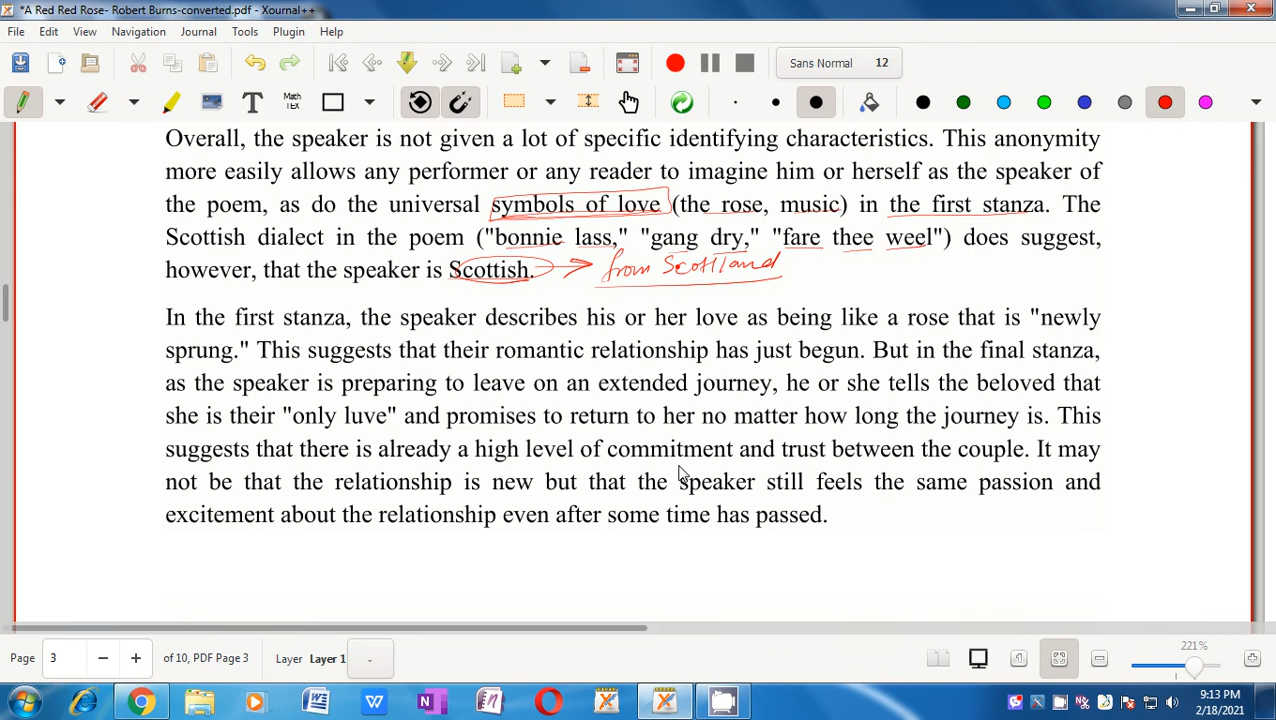 *A Red Red Rose- Robert Burns-converted.pdf - Xournal++
File Edit View Navigation Journal Tools Plugin Help
Sans Normal 12
Math TEX
Overall, the speaker is not given a lot of specific identifying characteristics. This anonymity
more easily allows any performer or any reader to imagine him or herself as the speaker of
the poem, as do the universal symbols of love (the rose, music) in the first stanza. The
Scottish dialect in the poem ("bonnie lass," "gang dry," "fare thee weel") does suggest,
however, that the speaker is Scottish. from Scottland
In the first stanza, the speaker describes his or her love as being like a rose that is "newly
sprung." This suggests that their romantic relationship has just begun. But in the final stanza,
as the speaker is preparing to leave on an extended journey, he or she tells the beloved that
she is their "only luve" and promises to return to her no matter how long the journey is. This
suggests that there is already a high level of commitment and trust between the couple. It may
not be that the relationship is new but that the speaker still feels the same passion and
excitement about the relationship even after some time has passed.
221%
Page 3 of 10, PDF Page 3 Layer Layer 1
9:13 PM
2/18/2021